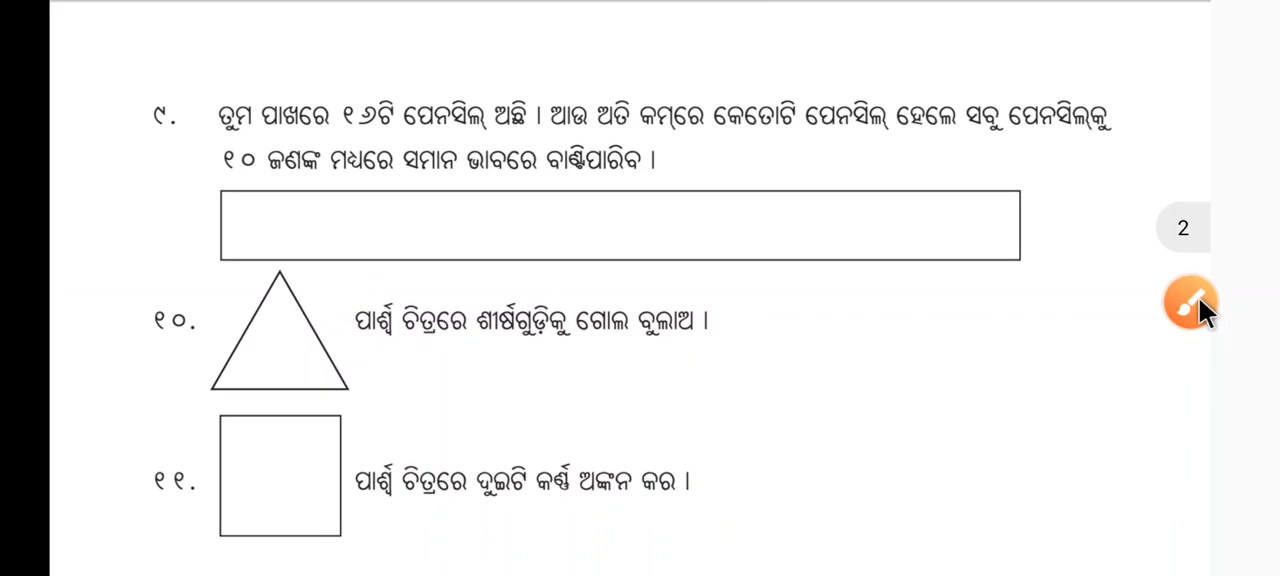 ୯. ତୁମ ପାଖରେ ୧୬ଟି ପେନସିଲ୍ ଅଛି । ଆଉ ଅତି କମ୍‌ରେ କେତୋଟି ପେନସିଲ୍ ହେଲେ ସବୁ ପେନସିଲ୍‌କୁ
୧୦ ଜଣଙ୍କ ମଧ୍ୟରେ ସମାନ ଭାବରେ ବାଣ୍ଟିପାରିବ ।
2
୧୦. ପାର୍ଶ୍ୱ ଚିତ୍ରରେ ଶୀର୍ଷଗୁଡ଼ିକୁ ଗୋଲ ବୁଲାଅ ।
୧୧. ପାର୍ଶ୍ୱ ଚିତ୍ରରେ ଦୁଇଟି କର୍ଣ୍ଣ ଅଙ୍କନ କର ।